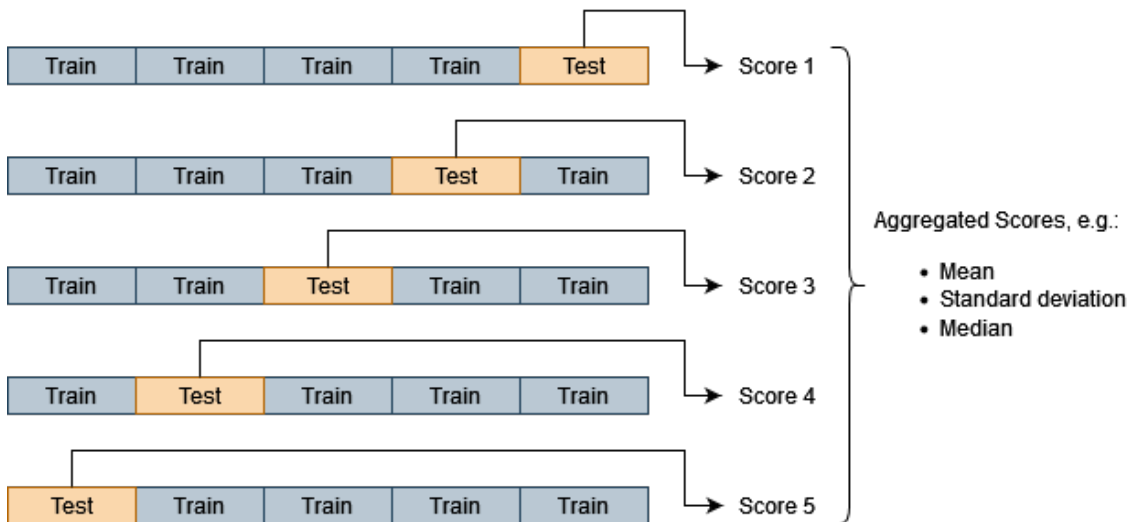 Train Train Train Train Test Score 1
Train Train Train Test Train Score 2
Train Train Test Train Train Score 3
Train Test Train Train Train Score 4
Test Train Train Train Train Score 5
Aggregated Scores, e.g.:
• Mean
• Standard deviation
• Median